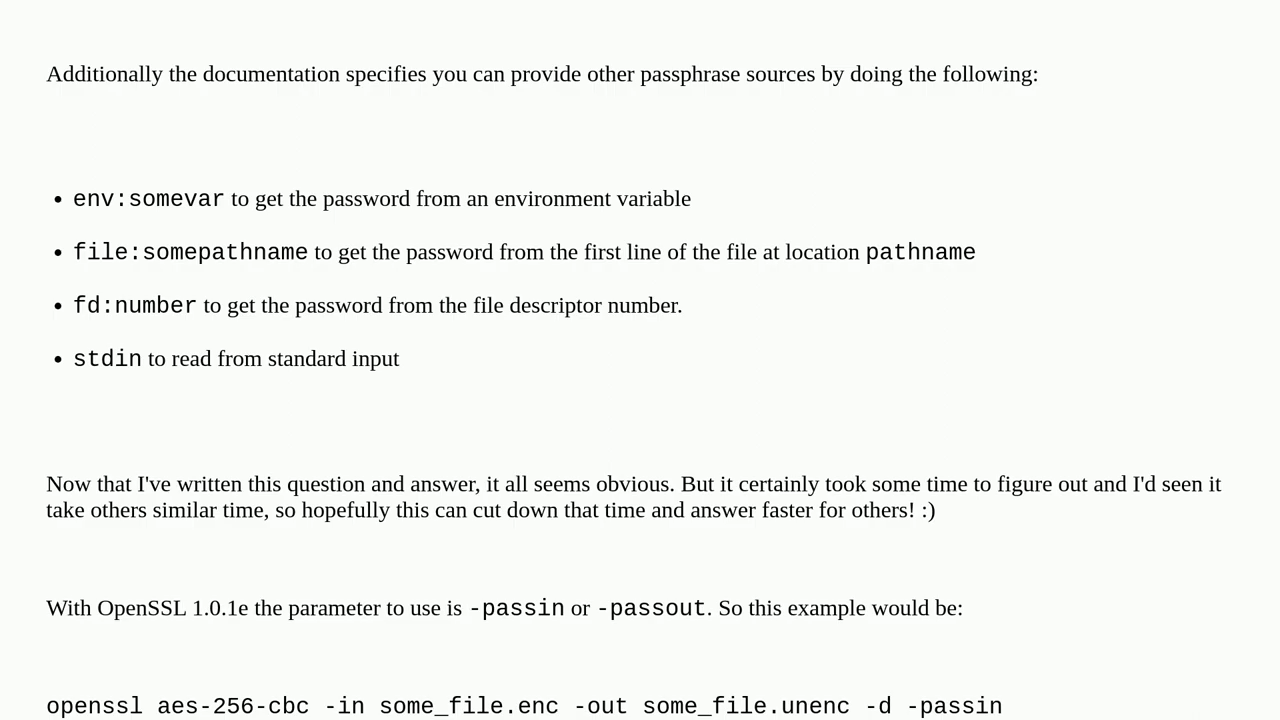 Additionally the documentation specifies you can provide other passphrase sources by doing the following:
• env:somevar to get the password from an environment variable
• file:somepathname to get the password from the first line of the file at location pathname
• fd:number to get the password from the file descriptor number.
• stdin to read from standard input
Now that I've written this question and answer, it all seems obvious. But it certainly took some time to figure out and I'd seen it
take others similar time, so hopefully this can cut down that time and answer faster for others! :)
With OpenSSL 1.0.1e the parameter to use is -passin or -passout. So this example would be:
openssl aes-256-cbc -in some_file.enc -out some_file.unenc -d -passin